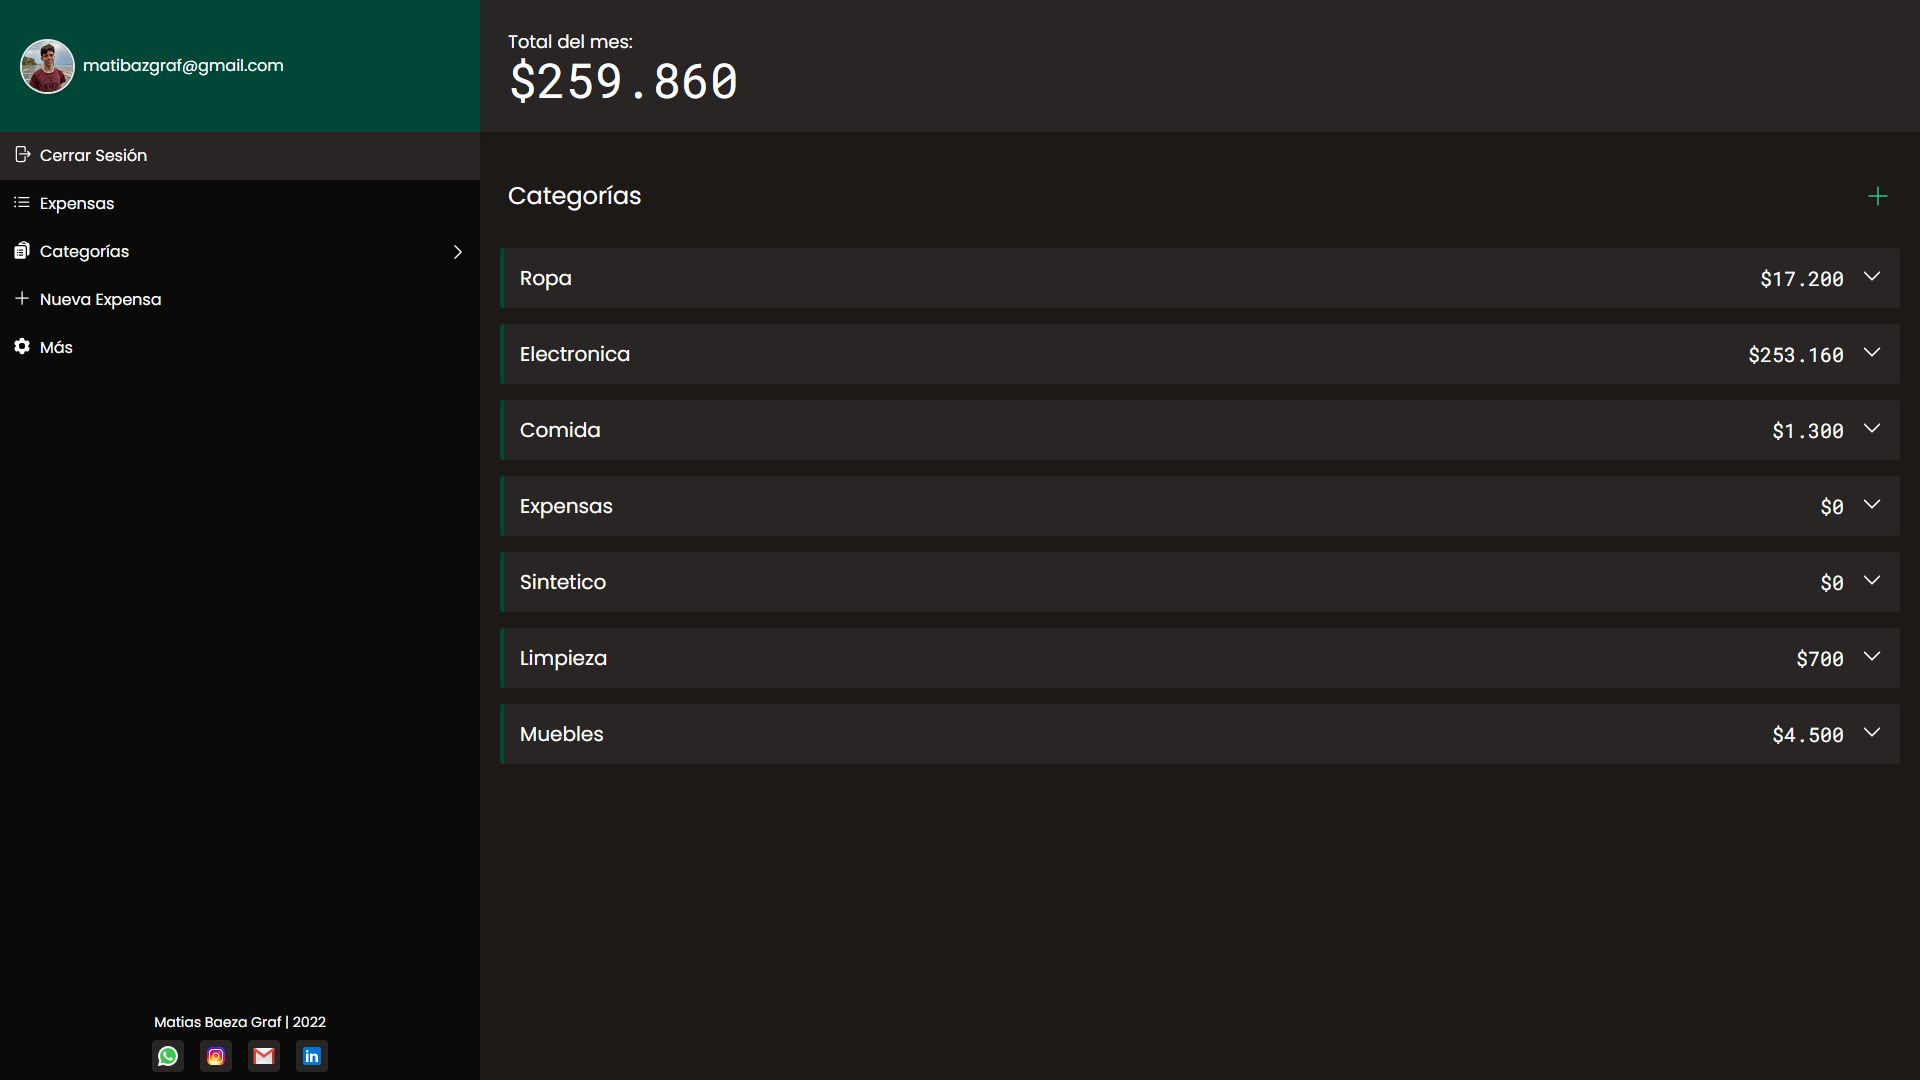 matibazgraf@gmail.com
Cerrar Sesión
Expensas
Categorías
Nueva Expensa
Más
Matias Baeza Graf | 2022
Total del mes:
$259.860
Categorías
Ropa $17.200
Electronica $253.160
Comida $1.300
Expensas $0
Sintetico $0
Limpieza $700
Muebles $4.500